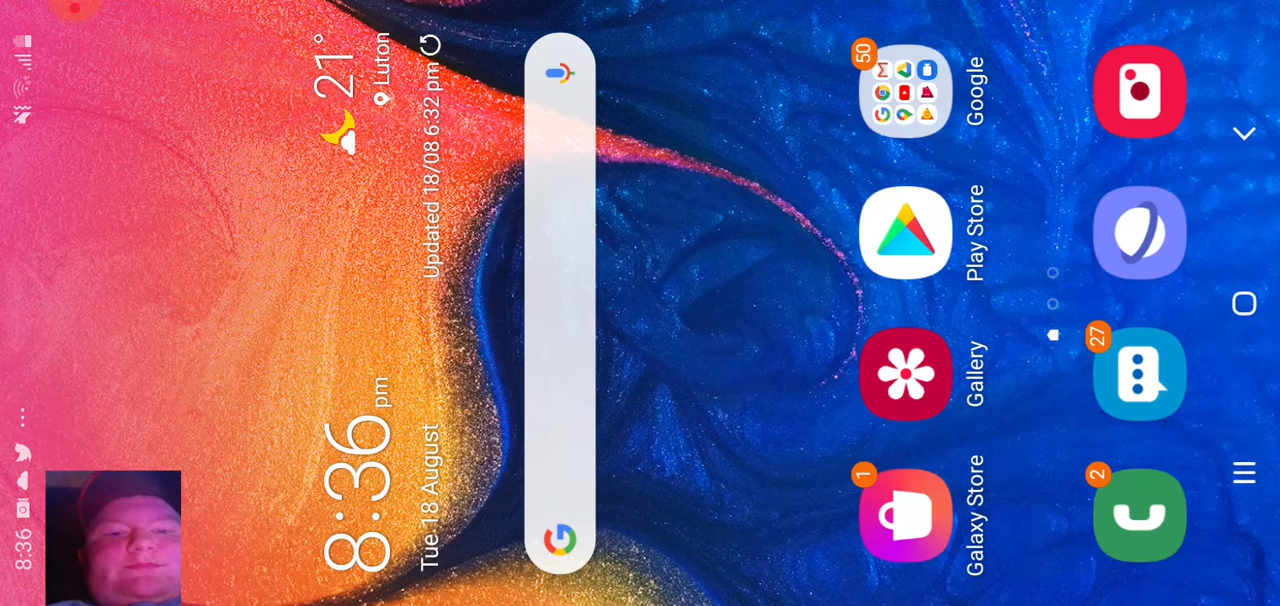 8:36
21°
Luton
Updated 18/08 6:32 pm
8:36 pm
Tue 18 August
1
Galaxy Store
Gallery
Play Store
50
Google
2
27